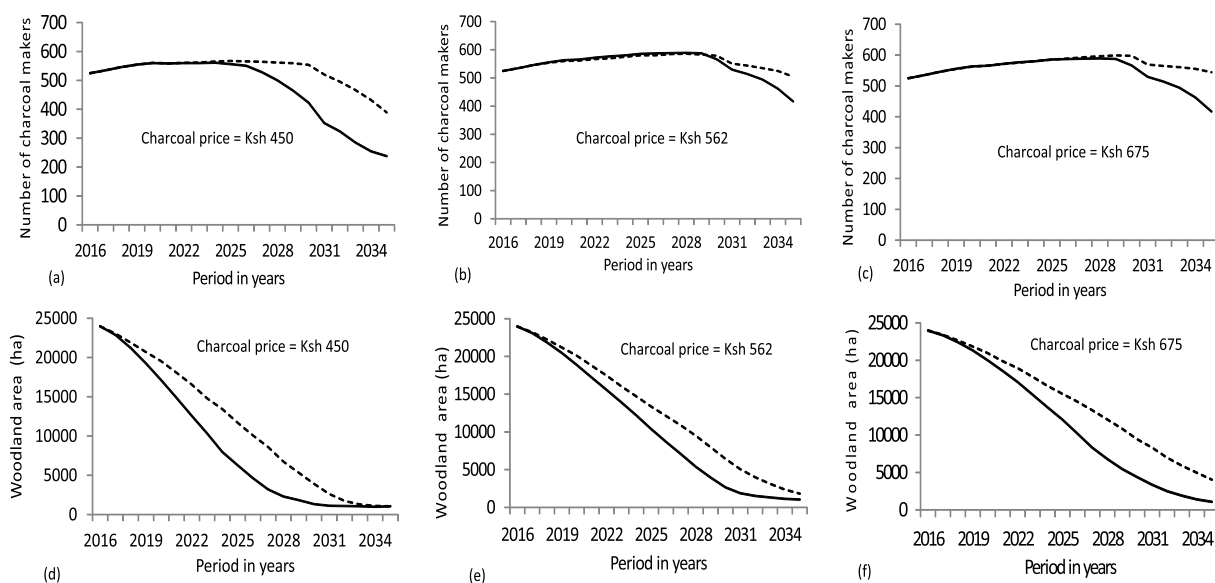 Number of charcoal makers
700
600
500
400
300
200
100
0
Charcoal price = Ksh 450
2016 2019 2022 2025 2028 2031 2034
Period in years
(a)
Number of charcoal makers
700
600
500
400
300
200
100
0
Charcoal price = Ksh 562
2016 2019 2022 2025 2028 2031 2034
Period in years
(b)
Number of charcoal makers
700
600
500
400
300
200
100
0
Charcoal price = Ksh 675
2016 2019 2022 2025 2028 2031 2034
Period in years
(c)
Woodland area (ha)
25000
20000
15000
10000
5000
0
Charcoal price = Ksh 450
2016 2019 2022 2025 2028 2031 2034
Period in years
(d)
Woodland area (ha)
25000
20000
15000
10000
5000
0
Charcoal price = Ksh 562
2016 2019 2022 2025 2028 2031 2034
Period in years
(e)
Woodland area (ha)
25000
20000
15000
10000
5000
0
Charcoal price = Ksh 675
2016 2019 2022 2025 2028 2031 2034
Period in years
(f)